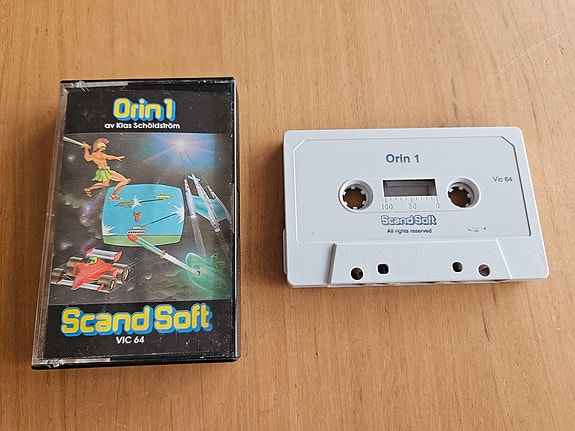 Orin 1
av Klas Schöldström
Scand Soft
VIC 64
Orin 1
Vic 64
100 50 0
Scand Soft
All rights reserved